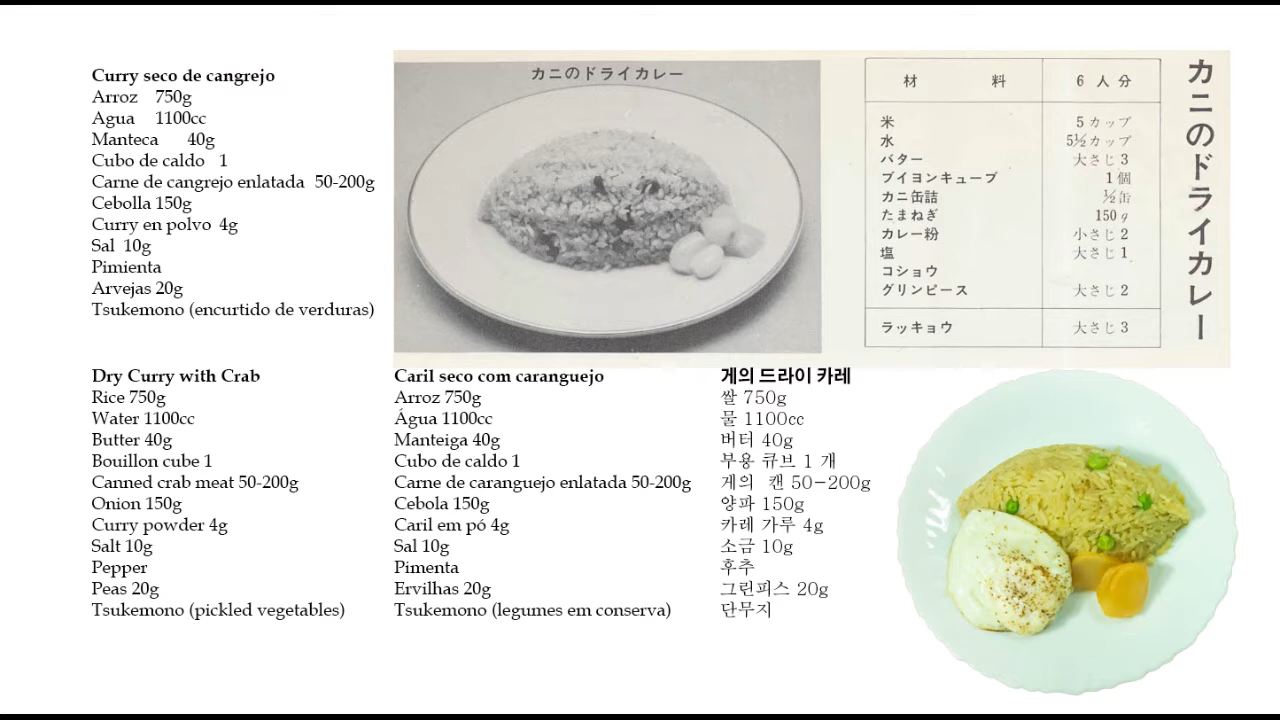 Curry seco de cangrejo
Arroz 750g
Agua 1100cc
Manteca 40g
Cubo de caldo 1
Carne de cangrejo enlatada 50-200g
Cebolla 150g
Curry en polvo 4g
Sal 10g
Pimienta
Arvejas 20g
Tsukemono (encurtido de verduras)
カニのドライカレー
材料 6人分
米 5カップ
水 5½カップ
バター 大さじ3
ブイヨンキューブ 1個
カニ缶詰 ½缶
たまねぎ 150g
カレー粉 小さじ2
塩 大さじ1
コショウ
グリンピース 大さじ2
ラッキョウ 大さじ3
カニのドライカレー
Dry Curry with Crab
Rice 750g
Water 1100cc
Butter 40g
Bouillon cube 1
Canned crab meat 50-200g
Onion 150g
Curry powder 4g
Salt 10g
Pepper
Peas 20g
Tsukemono (pickled vegetables)
Caril seco com caranguejo
Arroz 750g
Água 1100cc
Manteiga 40g
Cubo de caldo 1
Carne de caranguejo enlatada 50-200g
Cebola 150g
Caril em pó 4g
Sal 10g
Pimenta
Ervilhas 20g
Tsukemono (legumes em conserva)
게의 드라이 카레
쌀 750g
물 1100cc
버터 40g
부용 큐브 1 개
게의 캔 50-200g
양파 150g
카레 가루 4g
소금 10g
후추
그린피스 20g
단무지